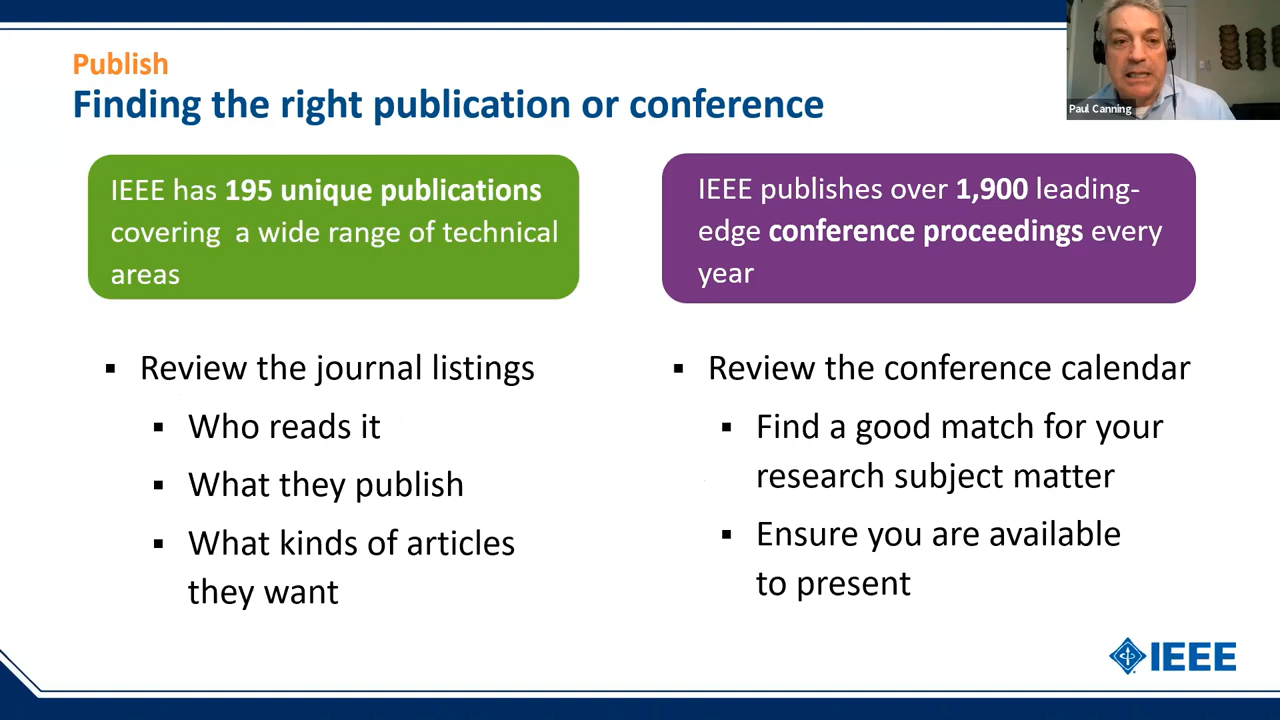 Publish
Finding the right publication or conference
Paul Canning
IEEE has 195 unique publications
covering a wide range of technical
areas
IEEE publishes over 1,900 leading-
edge conference proceedings every
year
▪ Review the journal listings
▪ Who reads it
▪ What they publish
▪ What kinds of articles
they want
▪ Review the conference calendar
▪ Find a good match for your
research subject matter
▪ Ensure you are available
to present
IEEE